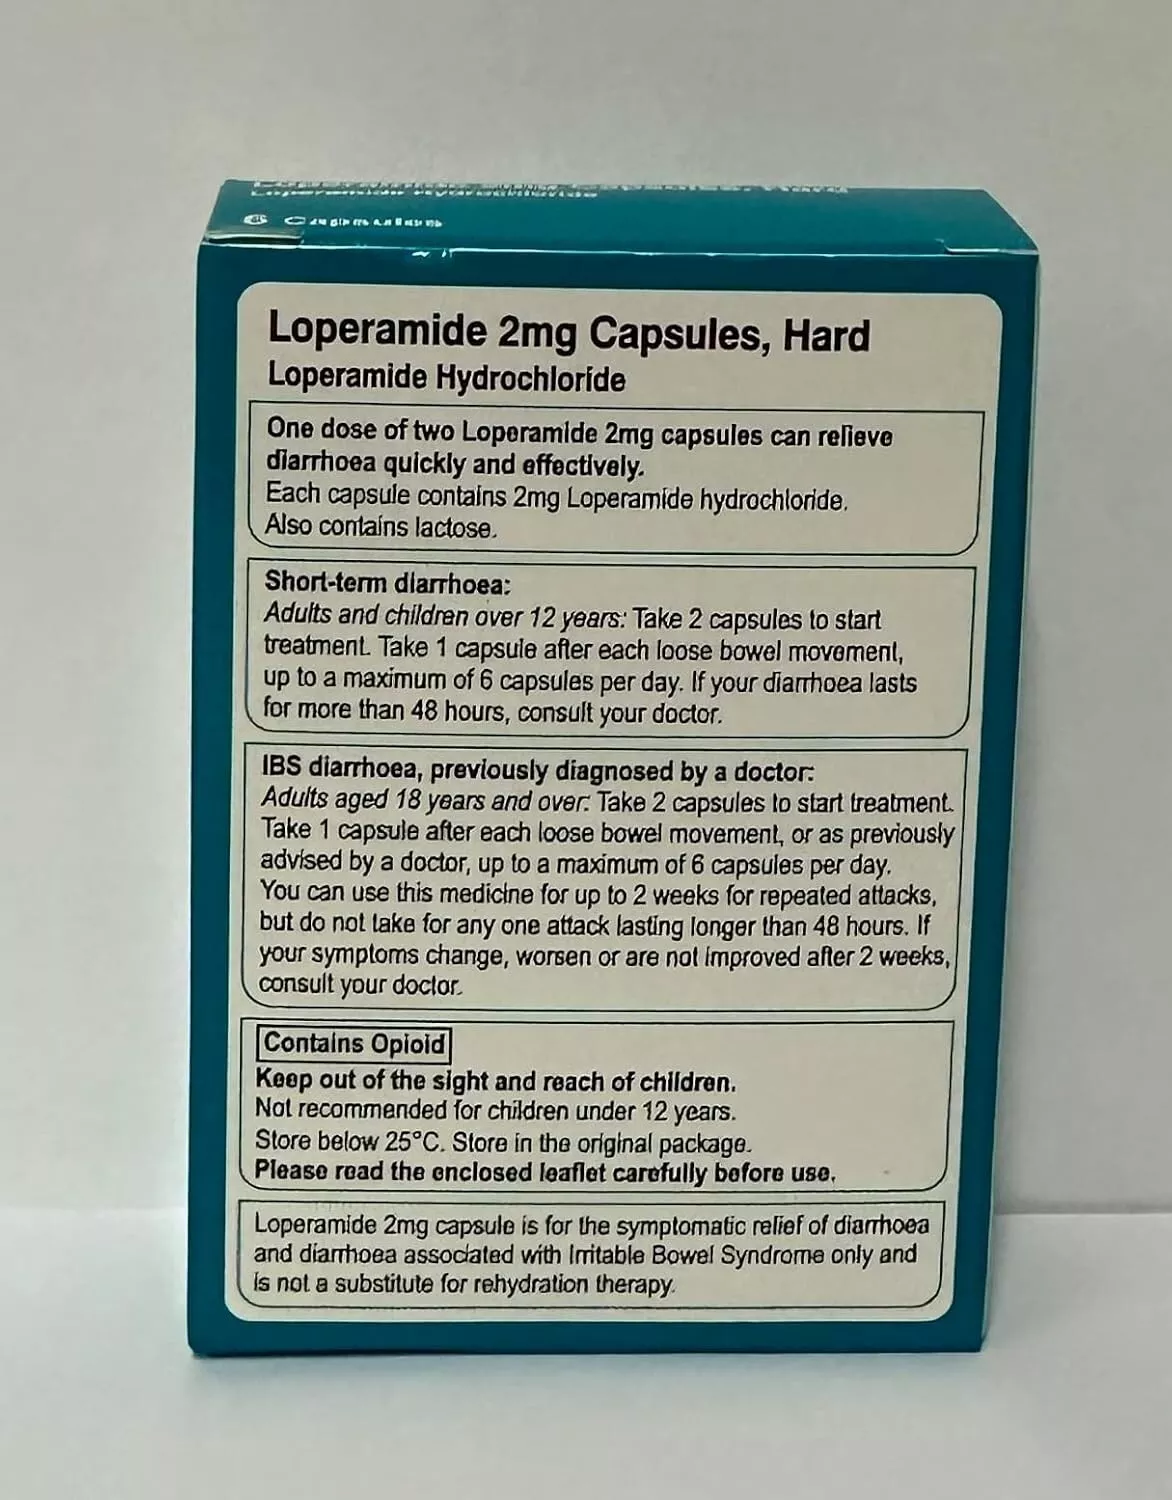 Loperamide Hydrochloride
6 Capsules
Loperamide 2mg Capsules, Hard
Loperamide Hydrochloride
One dose of two Loperamide 2mg capsules can relieve
diarrhoea quickly and effectively.
Each capsule contains 2mg Loperamide hydrochloride.
Also contains lactose.
Short-term diarrhoea:
Adults and children over 12 years: Take 2 capsules to start
treatment. Take 1 capsule after each loose bowel movement,
up to a maximum of 6 capsules per day. If your diarrhoea lasts
for more than 48 hours, consult your doctor.
IBS diarrhoea, previously diagnosed by a doctor:
Adults aged 18 years and over: Take 2 capsules to start treatment.
Take 1 capsule after each loose bowel movement, or as previously
advised by a doctor, up to a maximum of 6 capsules per day.
You can use this medicine for up to 2 weeks for repeated attacks,
but do not take for any one attack lasting longer than 48 hours. If
your symptoms change, worsen or are not improved after 2 weeks,
consult your doctor.
Contains Opioid
Keep out of the sight and reach of children.
Not recommended for children under 12 years.
Store below 25°C. Store in the original package.
Please read the enclosed leaflet carefully before use.
Loperamide 2mg capsule is for the symptomatic relief of diarrhoea
and diarrhoea associated with Irritable Bowel Syndrome only and
is not a substitute for rehydration therapy.